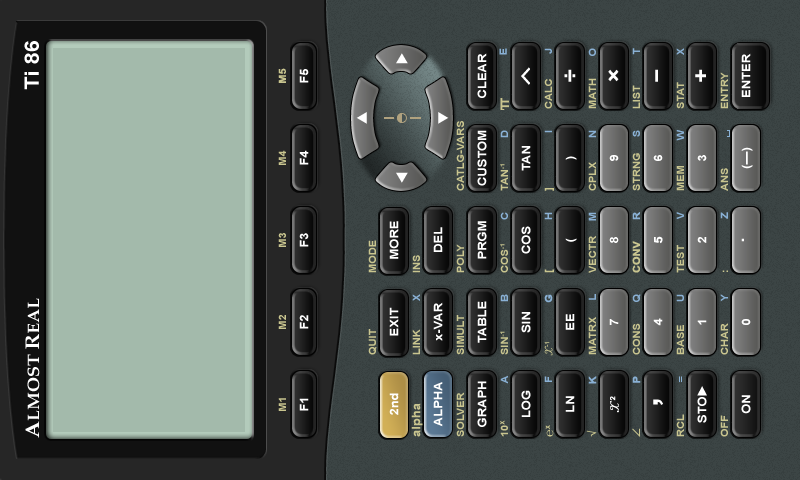 ALMOST REAL Ti 86
M1 M2 M3 M4 M5
F1 F2 F3 F4 F5
QUIT MODE
2nd EXIT MORE
alpha LINK X INS
ALPHA x-VAR DEL
SOLVER SIMULT POLY CATLG-VARS
GRAPH TABLE PRGM CUSTOM CLEAR
10ˣ A SIN⁻¹ B COS⁻¹ C TAN⁻¹ D π E
LOG SIN COS TAN ^
eˣ F x⁻¹ G [ H ] I CALC J
LN EE ( ) ÷
√ K MATRX L VECTR M CPLX N MATH O
x² 7 8 9 ×
∠ P CONS Q CONV R STRNG S LIST T
, 4 5 6 −
RCL = BASE U TEST V MEM W STAT X
STO▶ 1 2 3 +
OFF CHAR Y : Z ANS ␣ ENTRY
ON 0 . (—) ENTER